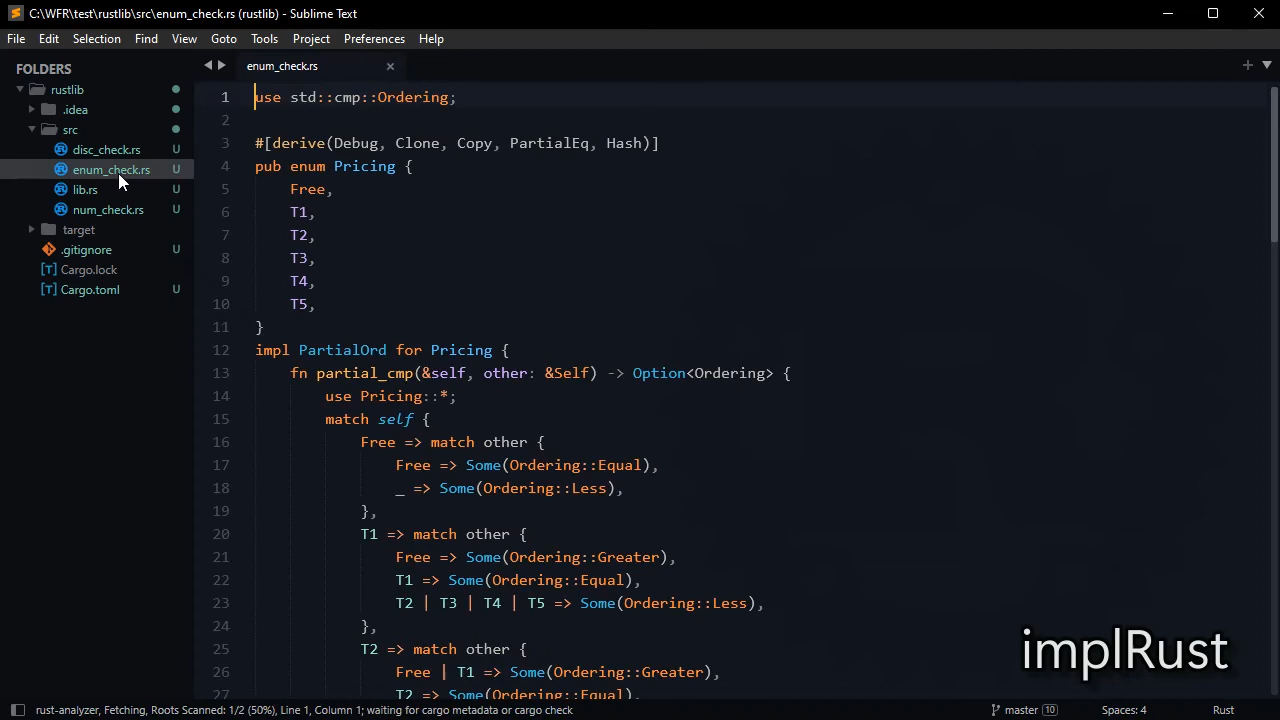 C:\WFR\test\rustlib\src\enum_check.rs (rustlib) - Sublime Text
File Edit Selection Find View Goto Tools Project Preferences Help
FOLDERS
rustlib
.idea
src
disc_check.rs U
enum_check.rs U
lib.rs U
num_check.rs U
target
.gitignore U
Cargo.lock
Cargo.toml U
enum_check.rs
1 use std::cmp::Ordering;
2
3 #[derive(Debug, Clone, Copy, PartialEq, Hash)]
4 pub enum Pricing {
5     Free,
6     T1,
7     T2,
8     T3,
9     T4,
10     T5,
11 }
12 impl PartialOrd for Pricing {
13     fn partial_cmp(&self, other: &Self) -> Option<Ordering> {
14         use Pricing::*;
15         match self {
16             Free => match other {
17                 Free => Some(Ordering::Equal),
18                 _ => Some(Ordering::Less),
19             },
20             T1 => match other {
21                 Free => Some(Ordering::Greater),
22                 T1 => Some(Ordering::Equal),
23                 T2 | T3 | T4 | T5 => Some(Ordering::Less),
24             },
25             T2 => match other {
26                 Free | T1 => Some(Ordering::Greater),
27                 T2 => Some(Ordering::Equal),
implRust
rust-analyzer, Fetching, Roots Scanned: 1/2 (50%), Line 1, Column 1; waiting for cargo metadata or cargo check
master 10 Spaces: 4 Rust